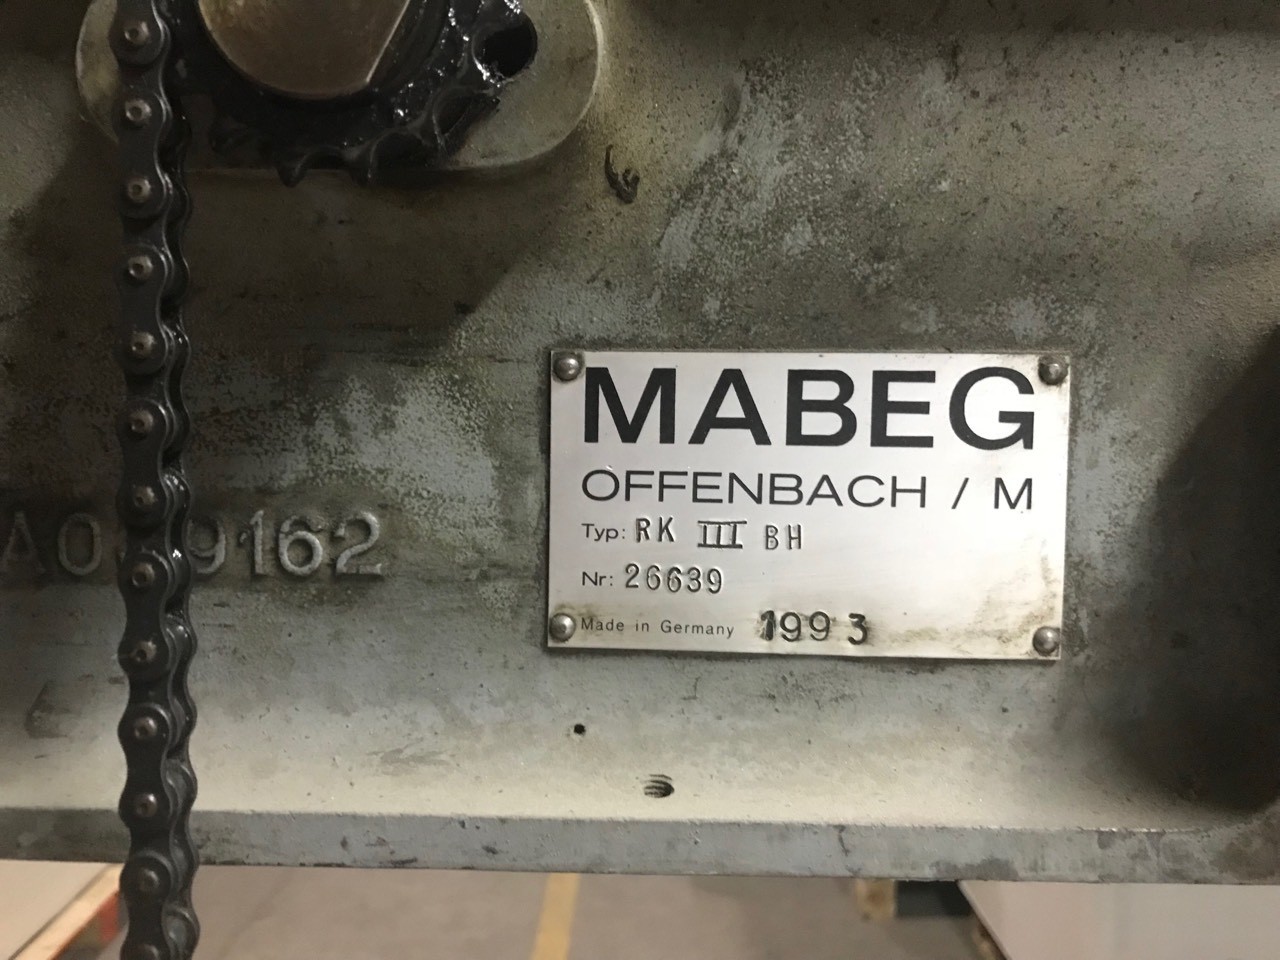 MABEG
OFFENBACH / M
Typ: RK III BH
Nr: 26639
Made in Germany 1993
9162